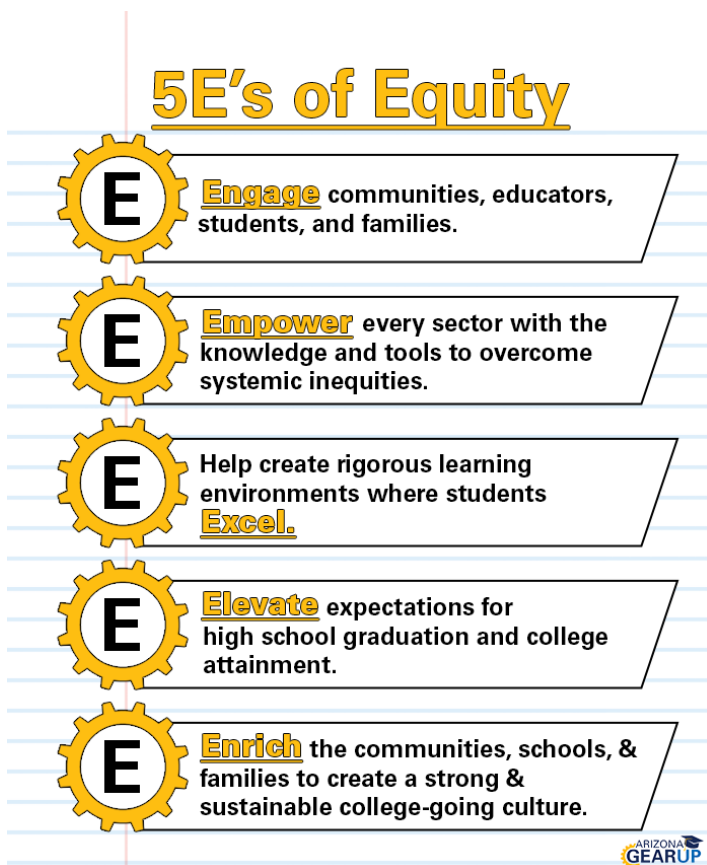 5E's of Equity
E
Engage communities, educators,
students, and families.
E
Empower every sector with the
knowledge and tools to overcome
systemic inequities.
E
Help create rigorous learning
environments where students
Excel.
E
Elevate expectations for
high school graduation and college
attainment.
E
Enrich the communities, schools, &
families to create a strong &
sustainable college-going culture.
ARIZONA
GEARUP